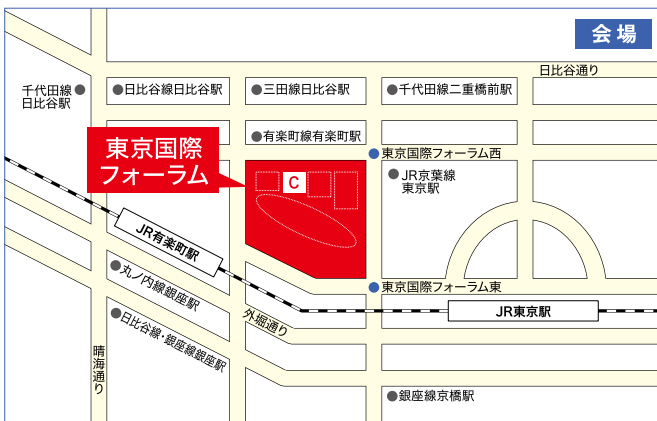 会場
日比谷通り
千代田線
日比谷駅
●日比谷線日比谷駅
●三田線日比谷駅
●千代田線二重橋前駅
●有楽町線有楽町駅
東京国際
フォーラム
●東京国際フォーラム西
C
●JR京葉線
東京駅
JR有楽町駅
●丸ノ内線銀座駅
●東京国際フォーラム東
外堀通り
JR東京駅
●日比谷線・銀座線銀座駅
晴海通り
●銀座線京橋駅